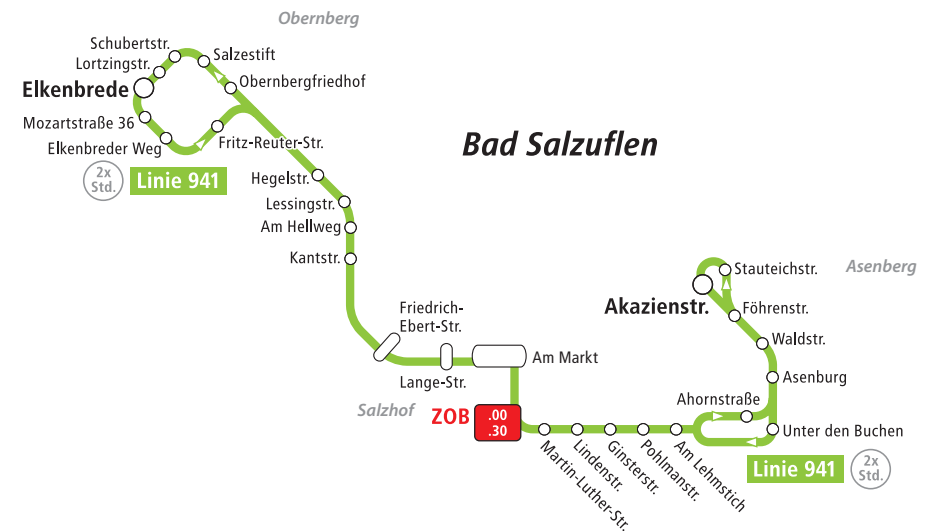 Obernberg
Schubertstr.
Salzestift
Lortzingstr.
Obernbergfriedhof
Elkenbrede
Mozartstraße 36
Elkenbreder Weg
Fritz-Reuter-Str.
2x
Std.
Linie 941
Bad Salzuflen
Hegelstr.
Lessingstr.
Am Hellweg
Kantstr.
Stauteichstr.
Asenberg
Akazienstr.
Föhrenstr.
Waldstr.
Friedrich-
Ebert-Str.
Am Markt
Lange-Str.
Asenburg
Ahornstraße
Salzhof
ZOB
.00
.30
Unter den Buchen
Martin-Luther-Str.
Lindenstr.
Ginsterstr.
Pohlmanstr.
Am Lehmstich
Linie 941
2x
Std.